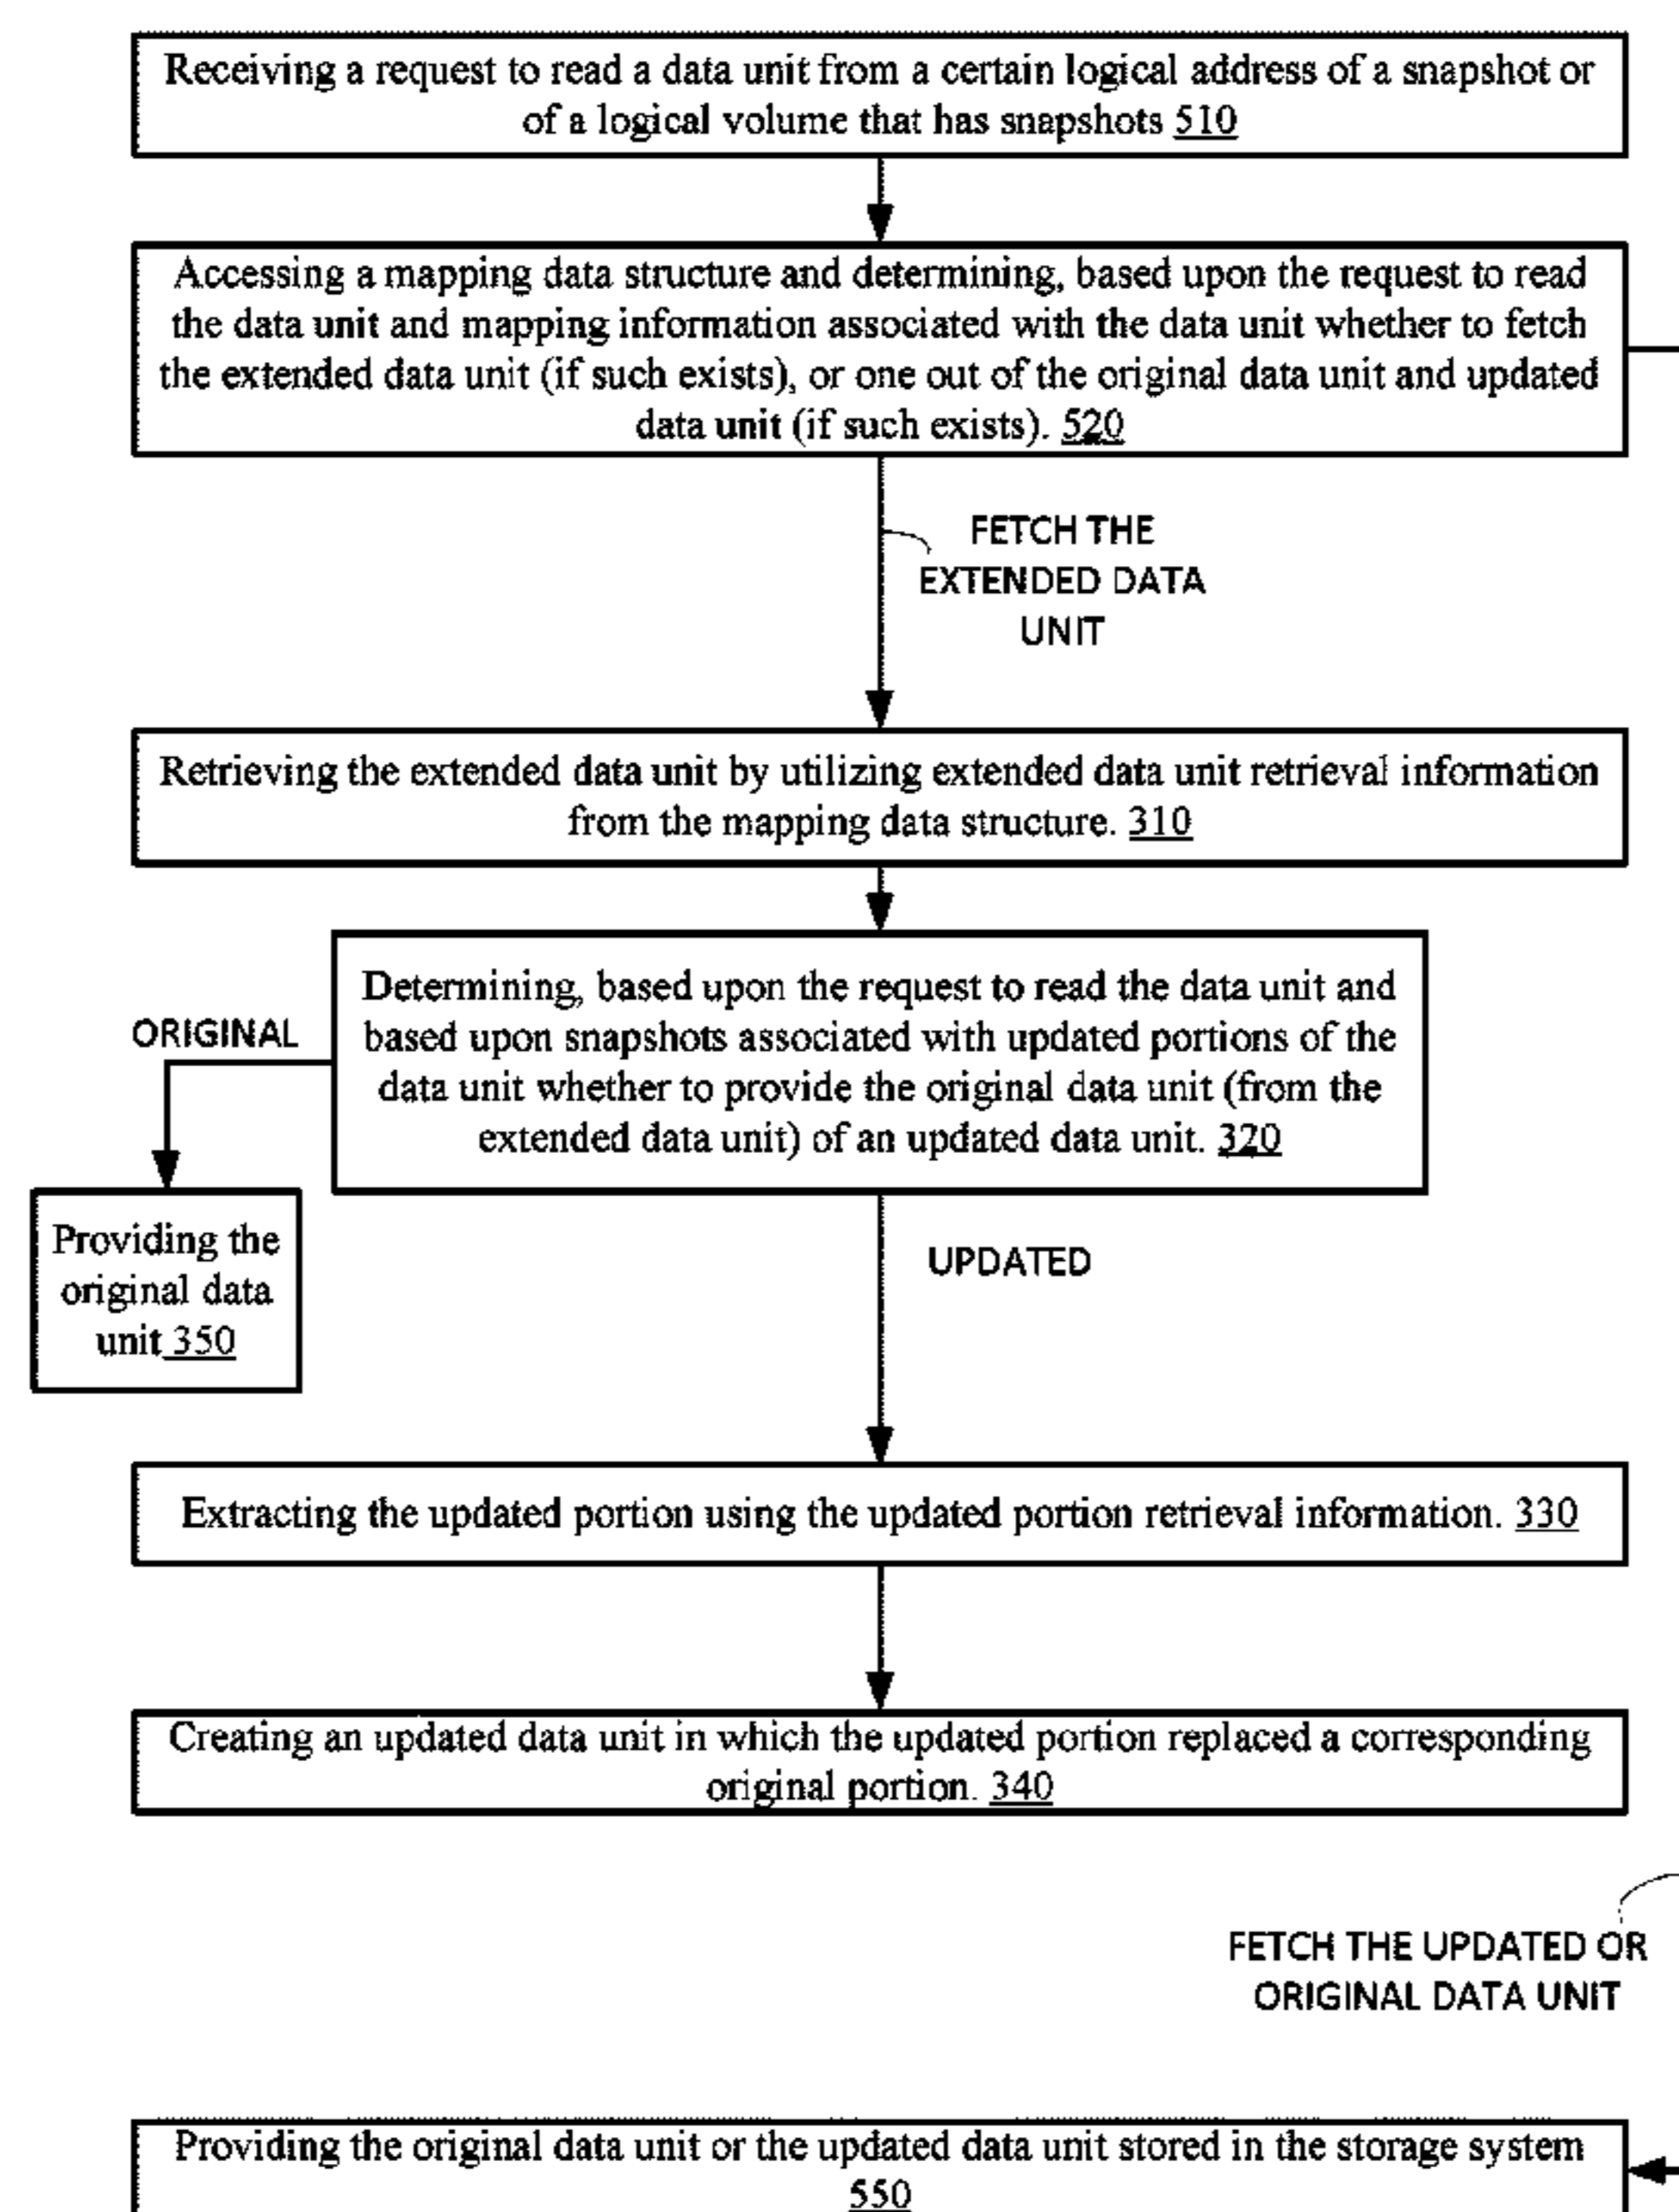 Receiving a request to read a data unit from a certain logical address of a snapshot or
of a logical volume that has snapshots 510
Accessing a mapping data structure and determining, based upon the request to read
the data unit and mapping information associated with the data unit whether to fetch
the extended data unit (if such exists), or one out of the original data unit and updated
data unit (if such exists). 520
FETCH THE
EXTENDED DATA
UNIT
Retrieving the extended data unit by utilizing extended data unit retrieval information
from the mapping data structure. 310
Determining, based upon the request to read the data unit and
based upon snapshots associated with updated portions of the
data unit whether to provide the original data unit (from the
extended data unit) of an updated data unit. 320
ORIGINAL
Providing the
original data
unit 350
UPDATED
Extracting the updated portion using the updated portion retrieval information. 330
Creating an updated data unit in which the updated portion replaced a corresponding
original portion. 340
FETCH THE UPDATED OR
ORIGINAL DATA UNIT
Providing the original data unit or the updated data unit stored in the storage system
550